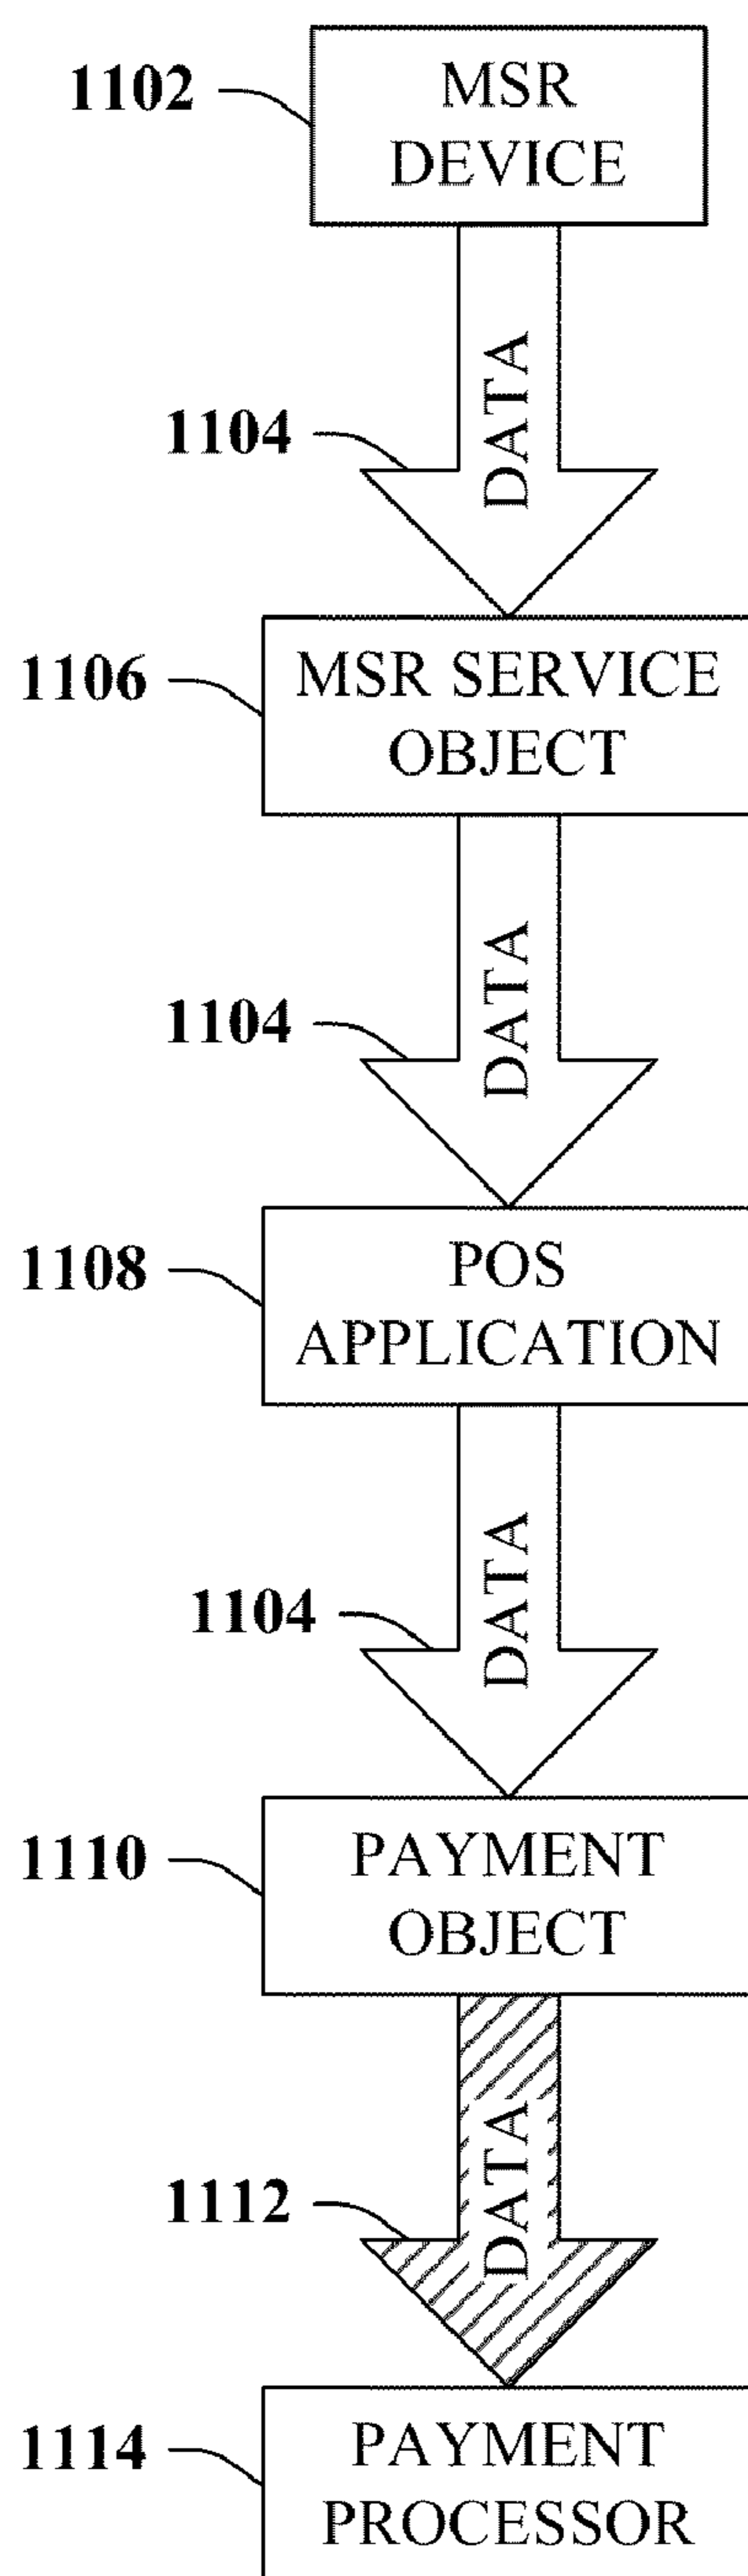 1102
MSR
DEVICE
DATA
1104
1106
MSR SERVICE
OBJECT
DATA
1104
1108
POS
APPLICATION
DATA
1104
1110
PAYMENT
OBJECT
DATA
1112
1114
PAYMENT
PROCESSOR